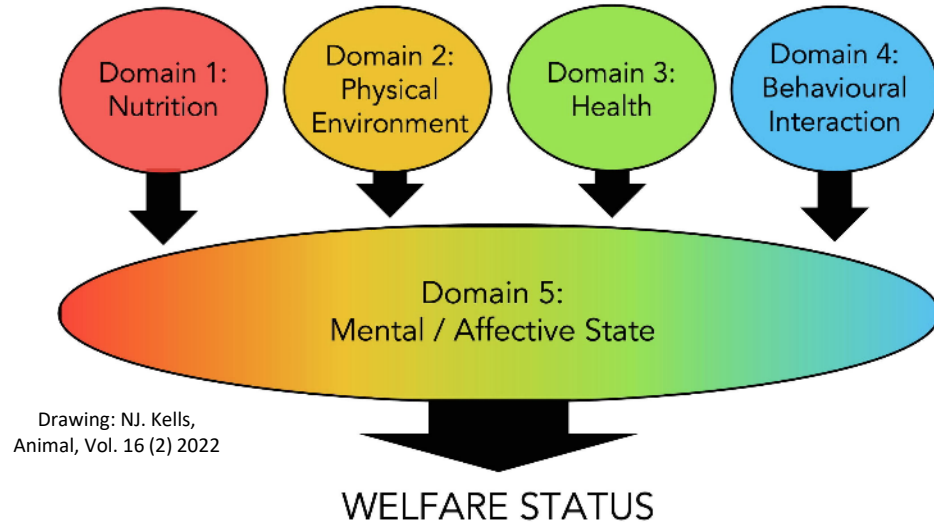 Domain 1:
Nutrition
Domain 2:
Physical
Environment
Domain 3:
Health
Domain 4:
Behavioural
Interaction
Domain 5:
Mental / Affective State
Drawing: NJ. Kells,
Animal, Vol. 16 (2) 2022
WELFARE STATUS